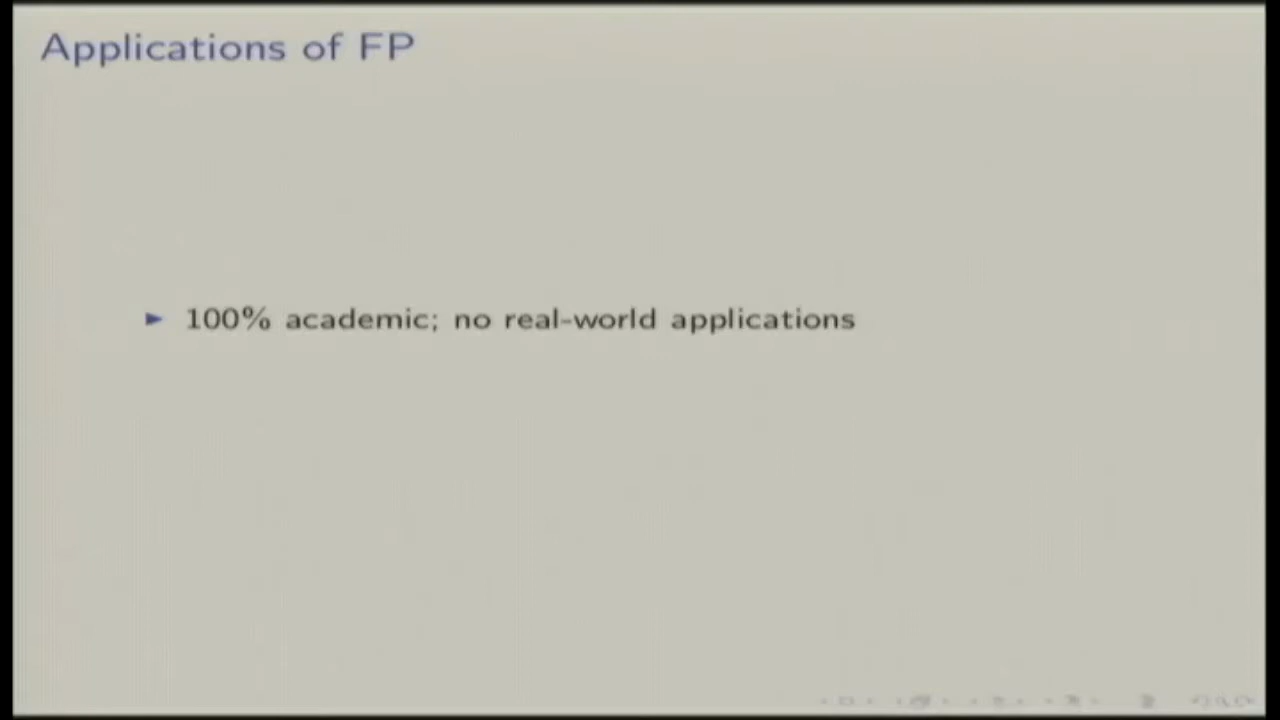 Applications of FP
► 100% academic; no real-world applications